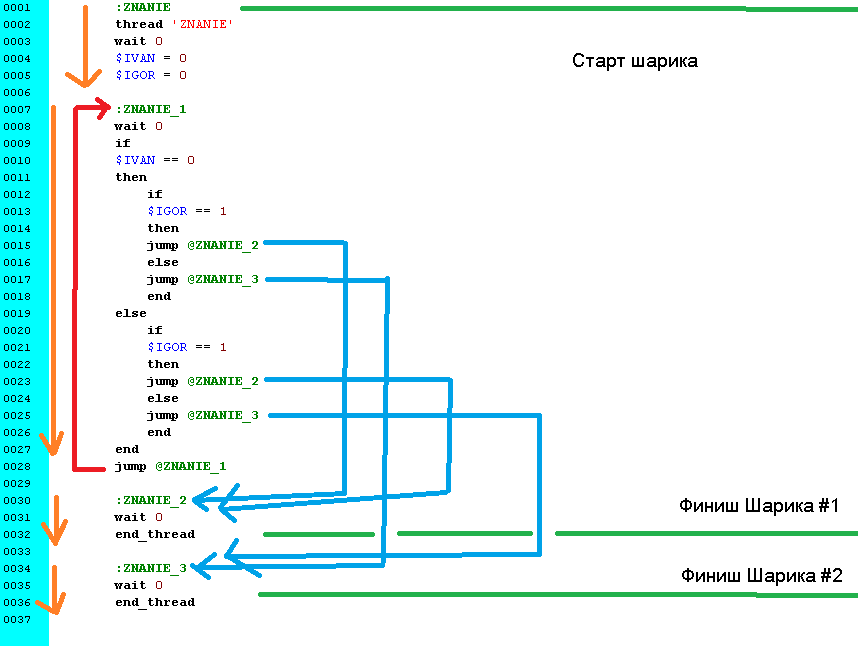 0001 :ZNANIE
0002 thread 'ZNANIE'
0003 wait 0
0004 $IVAN = 0
Старт шарика
0005 $IGOR = 0
0006
0007 :ZNANIE_1
0008 wait 0
0009 if
0010 $IVAN == 0
0011 then
0012 if
0013 $IGOR == 1
0014 then
0015 jump @ZNANIE_2
0016 else
0017 jump @ZNANIE_3
0018 end
0019 else
0020 if
0021 $IGOR == 1
0022 then
0023 jump @ZNANIE_2
0024 else
0025 jump @ZNANIE_3
0026 end
0027 end
0028 jump @ZNANIE_1
0029
0030 :ZNANIE_2
Финиш Шарика #1
0031 wait 0
0032 end_thread
0033
0034 :ZNANIE_3
Финиш Шарика #2
0035 wait 0
0036 end_thread
0037